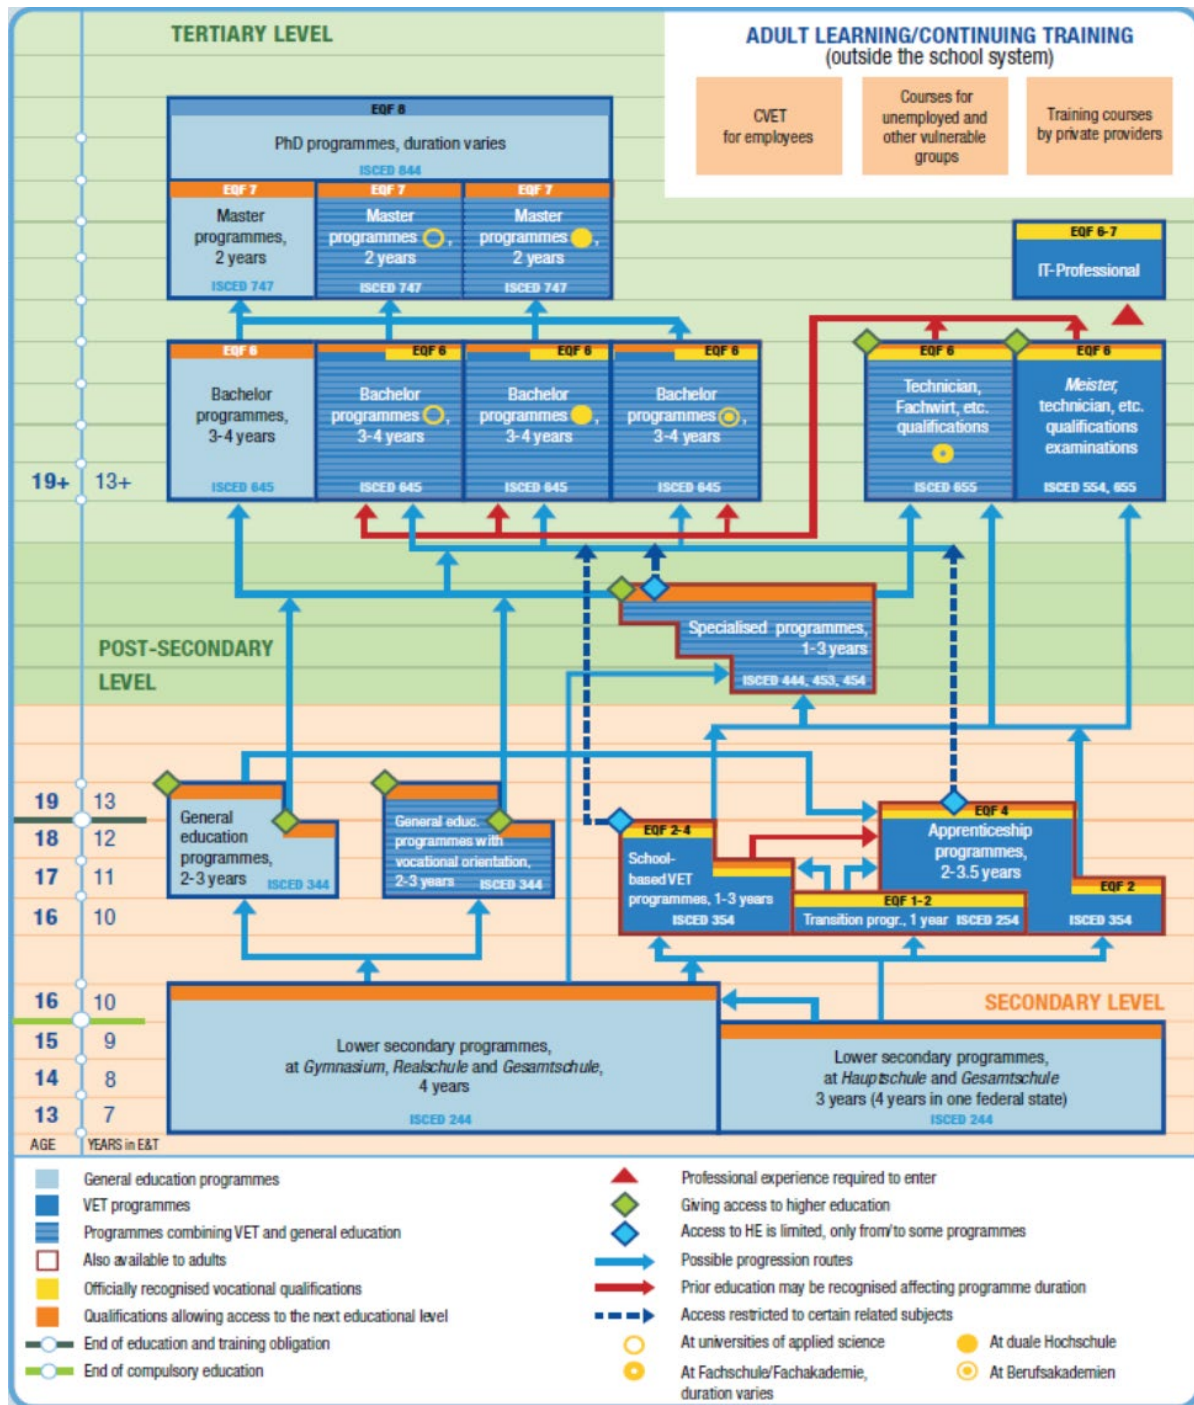 TERTIARY LEVEL
ADULT LEARNING/CONTINUING TRAINING
(outside the school system)
CVET
for employees
Courses for
unemployed and
other vulnerable
groups
Training courses
by private providers
EQF 8
PhD programmes, duration varies
ISCED 844
EQF 7
Master
programmes,
2 years
ISCED 747
EQF 7
Master
programmes ,
2 years
ISCED 747
EQF 7
Master
programmes ,
2 years
ISCED 747
EQF 6-7
IT-Professional
EQF 6
Bachelor
programmes,
3-4 years
ISCED 645
EQF 6
Bachelor
programmes ,
3-4 years
ISCED 645
EQF 6
Bachelor
programmes ,
3-4 years
ISCED 645
EQF 6
Bachelor
programmes ,
3-4 years
ISCED 645
EQF 6
Technician,
Fachwirt, etc.
qualifications
ISCED 655
EQF 6
Meister,
technician, etc.
qualifications
examinations
ISCED 554, 655
19+ 13+
POST-SECONDARY
LEVEL
Specialised programmes,
1-3 years
ISCED 444, 453, 454
19 13
18 12
17 11
16 10
General
education
programmes,
2-3 years
ISCED 344
General educ.
programmes with
vocational orientation,
2-3 years
ISCED 344
EQF 2-4
School-
based VET
programmes, 1-3 years
ISCED 354
EQF 1-2
Transition progr., 1 year ISCED 254
EQF 4
Apprenticeship
programmes,
2-3.5 years
EQF 2
ISCED 354
SECONDARY LEVEL
16 10
15 9
14 8
13 7
AGE YEARS in E&T
Lower secondary programmes,
at Gymnasium, Realschule and Gesamtschule,
4 years
ISCED 244
Lower secondary programmes,
at Hauptschule and Gesamtschule
3 years (4 years in one federal state)
ISCED 244
General education programmes
VET programmes
Programmes combining VET and general education
Also available to adults
Officially recognised vocational qualifications
Qualifications allowing access to the next educational level
End of education and training obligation
End of compulsory education
Professional experience required to enter
Giving access to higher education
Access to HE is limited, only from/to some programmes
Possible progression routes
Prior education may be recognised affecting programme duration
Access restricted to certain related subjects
At universities of applied science
At duale Hochschule
At Fachschule/Fachakademie,
duration varies
At Berufsakademien